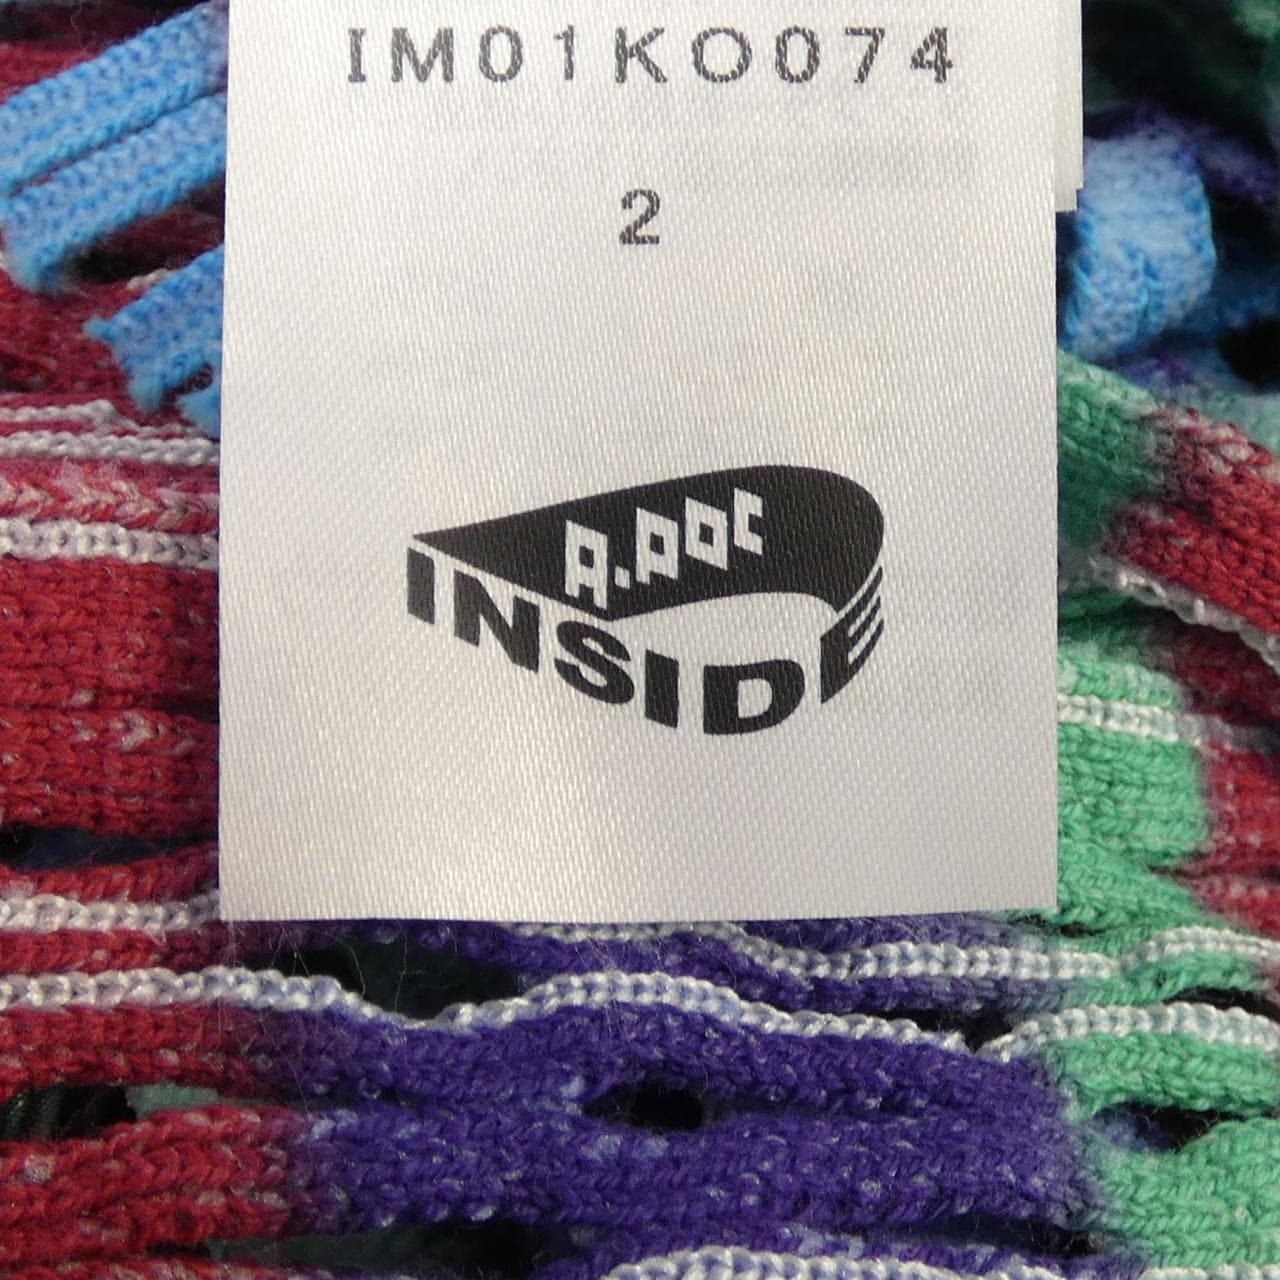 IM01KO074
2
A.POC
INSIDE